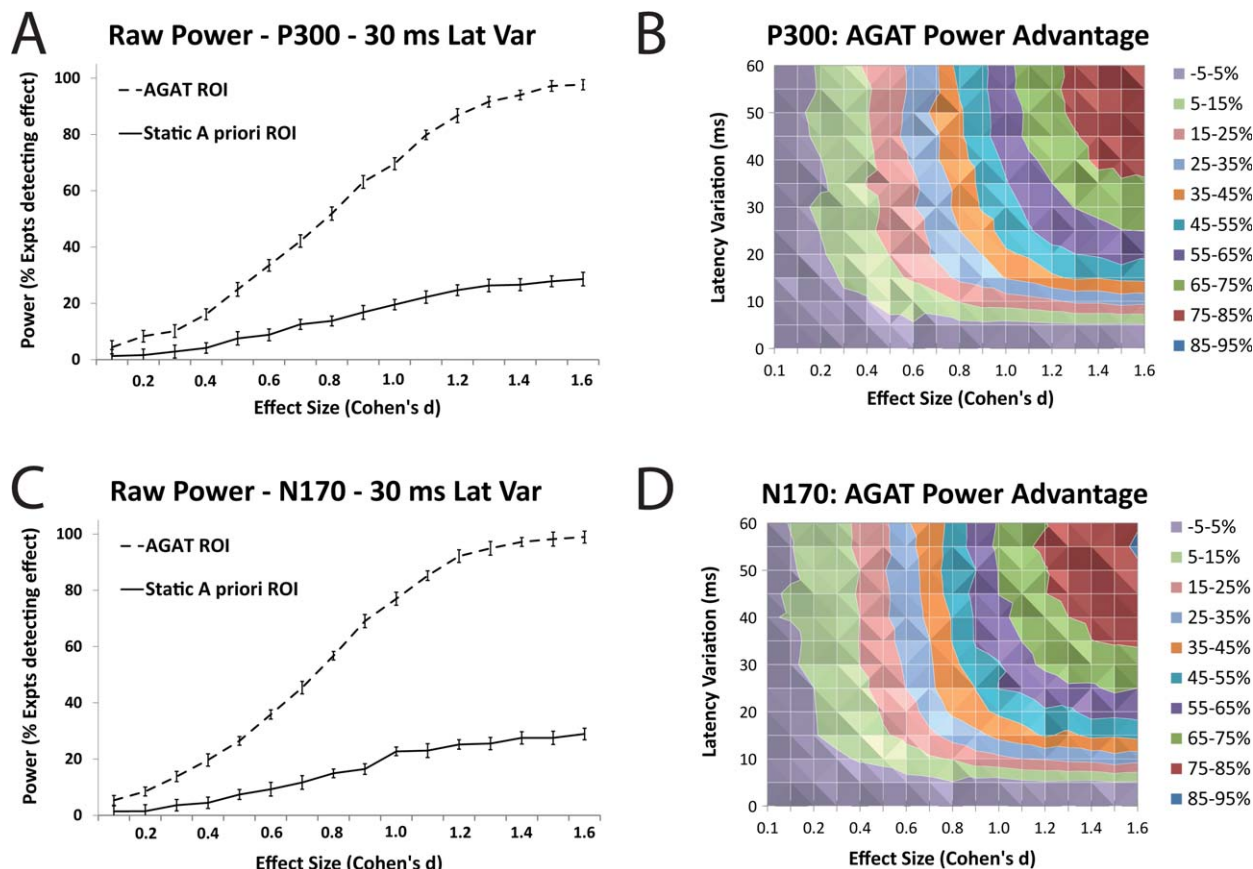 A
Raw Power - P300 - 30 ms Lat Var
Power (% Expts detecting effect)
100
80
60
40
20
0
AGAT ROI
Static A priori ROI
0.2 0.4 0.6 0.8 1.0 1.2 1.4 1.6
Effect Size (Cohen's d)
B
P300: AGAT Power Advantage
Latency Variation (ms)
60
50
40
30
20
10
0
0.1 0.2 0.4 0.6 0.8 1.0 1.2 1.4 1.6
Effect Size (Cohen's d)
-5-5%
5-15%
15-25%
25-35%
35-45%
45-55%
55-65%
65-75%
75-85%
85-95%
C
Raw Power - N170 - 30 ms Lat Var
Power (% Expts detecting effect)
100
80
60
40
20
0
AGAT ROI
Static A priori ROI
0.2 0.4 0.6 0.8 1.0 1.2 1.4 1.6
Effect Size (Cohen's d)
D
N170: AGAT Power Advantage
Latency Variation (ms)
60
50
40
30
20
10
0
0.1 0.2 0.4 0.6 0.8 1.0 1.2 1.4 1.6
Effect Size (Cohen's d)
-5-5%
5-15%
15-25%
25-35%
35-45%
45-55%
55-65%
65-75%
75-85%
85-95%